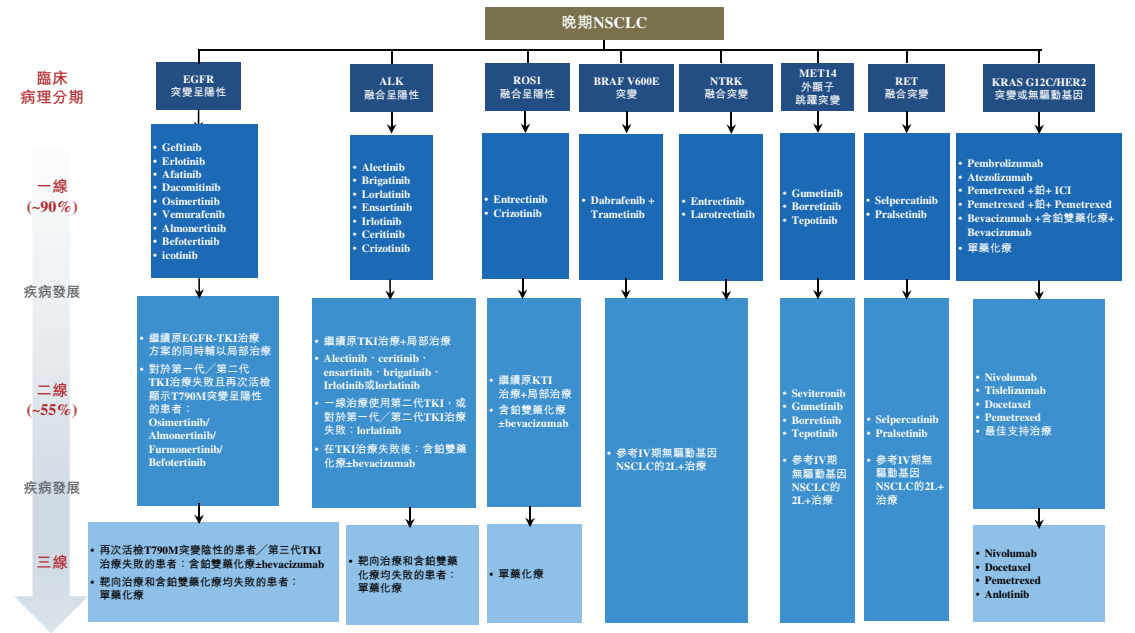 晚期NSCLC
臨床
病理分期
EGFR
突變呈陽性
ALK
融合呈陽性
ROS1
融合呈陽性
BRAF V600E
突變
NTRK
融合突變
MET14
外顯子
跳躍突變
RET
融合突變
KRAS G12C/HER2
突變或無驅動基因
一線
(~90%)
• Geftinib
• Erlotinib
• Afatinib
• Dacomitinib
• Osimertinib
• Vemurafenib
• Almonertinib
• Befotertinib
• icotinib
• Alectinib
• Brigatinib
• Lorlatinib
• Ensartinib
• Irlotinib
• Ceritinib
• Crizotinib
• Entrectinib
• Crizotinib
• Dabrafenib +
Trametinib
• Entrectinib
• Larotrectinib
• Gumetinib
• Borretinib
• Tepotinib
• Selpercatinib
• Pralsetinib
• Pembrolizumab
• Atezolizumab
• Pemetrexed +鉑+ ICI
• Pemetrexed +鉑+ Pemetrexed
• Bevacizumab +含鉑雙藥化療+
Bevacizumab
• 單藥化療
疾病發展
二線
(~55%)
• 繼續原EGFR-TKI治療
方案的同時輔以局部治療
• 對於第一代／第二代
TKI治療失敗且再次活檢
顯示T790M突變呈陽性
的患者：
Osimertinib/
Almonertinib/
Furmonertinib/
Befotertinib
• 繼續原TKI治療+局部治療
• Alectinib、ceritinib、
ensartinib、brigatinib、
Irlotinib或lorlatinib
• 一線治療使用第二代TKI，或
對於第一代／第二代TKI治療
失敗：lorlatinib
• 在TKI治療失敗後：含鉑雙藥
化療±bevacizumab
• 繼續原KTI
治療+局部治療
• 含鉑雙藥化療
±bevacizumab
• 參考IV期無驅動基因
NSCLC的2L+治療
• Seviteronib
• Gumetinib
• Borretinib
• Tepotinib
• 參考IV期
無驅動基因
NSCLC的
2L+治療
• Selpercatinib
• Pralsetinib
• 參考IV期無
驅動基因
NSCLC的2L+
治療
• Nivolumab
• Tislelizumab
• Docetaxel
• Pemetrexed
• 最佳支持治療
疾病發展
三線
• 再次活檢T790M突變陰性的患者／第三代TKI
治療失敗的患者：含鉑雙藥化療±bevacizumab
• 靶向治療和含鉑雙藥化療均失敗的患者：
單藥化療
• 靶向治療和含鉑雙藥
化療均失敗的患者：
單藥化療
• 單藥化療
• Nivolumab
• Docetaxel
• Pemetrexed
• Anlotinib